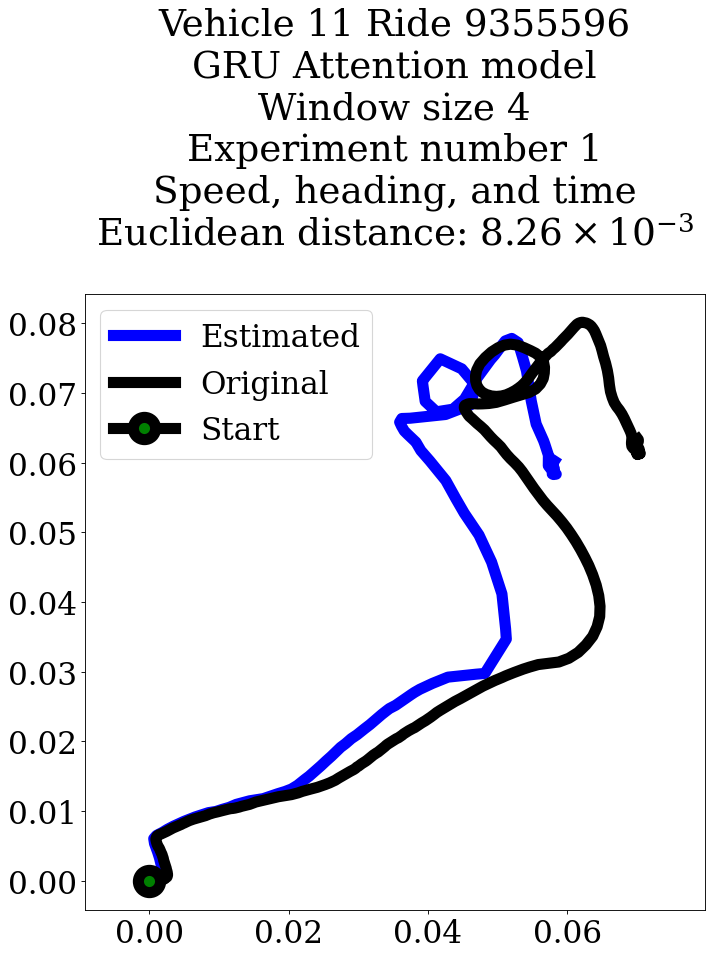 Vehicle 11 Ride 9355596
GRU Attention model
Window size 4
Experiment number 1
Speed, heading, and time
Euclidean distance: 8.26 × 10⁻³
Estimated
Original
Start
0.08
0.07
0.06
0.05
0.04
0.03
0.02
0.01
0.00
0.00 0.02 0.04 0.06